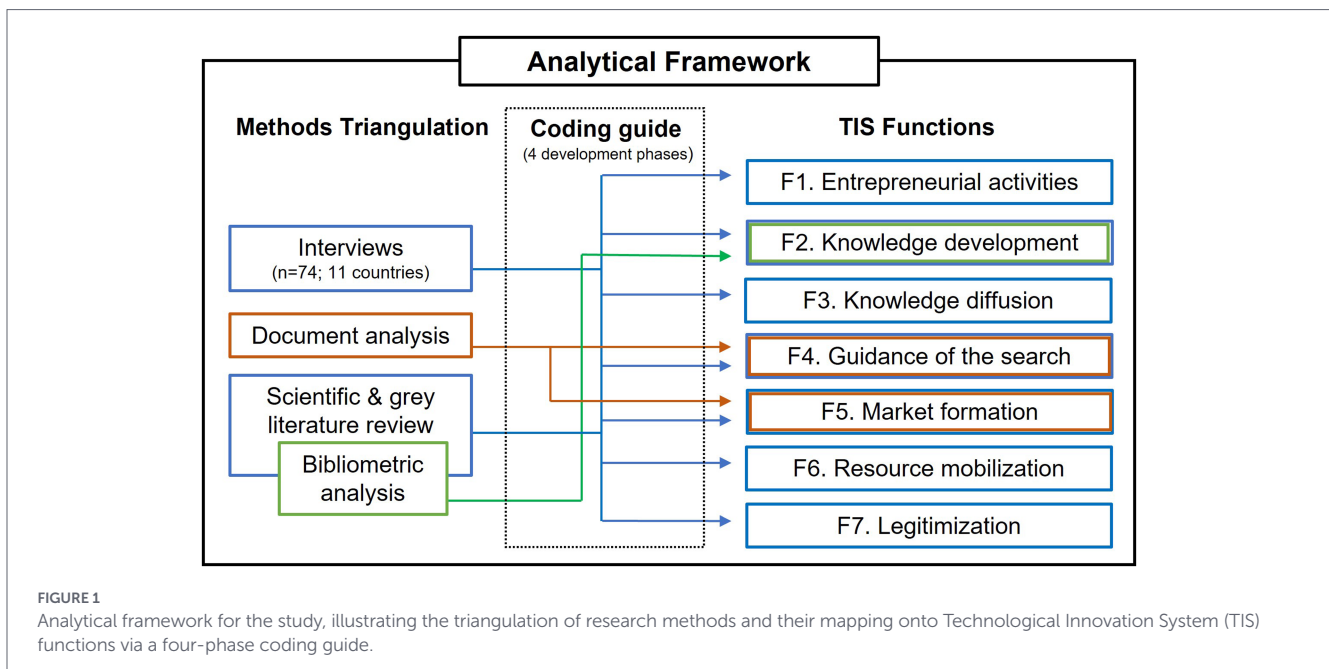 Analytical Framework
Methods Triangulation
Coding guide
(4 development phases)
TIS Functions
Interviews
(n=74; 11 countries)
Document analysis
Scientific & grey
literature review
Bibliometric
analysis
F1. Entrepreneurial activities
F2. Knowledge development
F3. Knowledge diffusion
F4. Guidance of the search
F5. Market formation
F6. Resource mobilization
F7. Legitimization
FIGURE 1
Analytical framework for the study, illustrating the triangulation of research methods and their mapping onto Technological Innovation System (TIS)
functions via a four-phase coding guide.